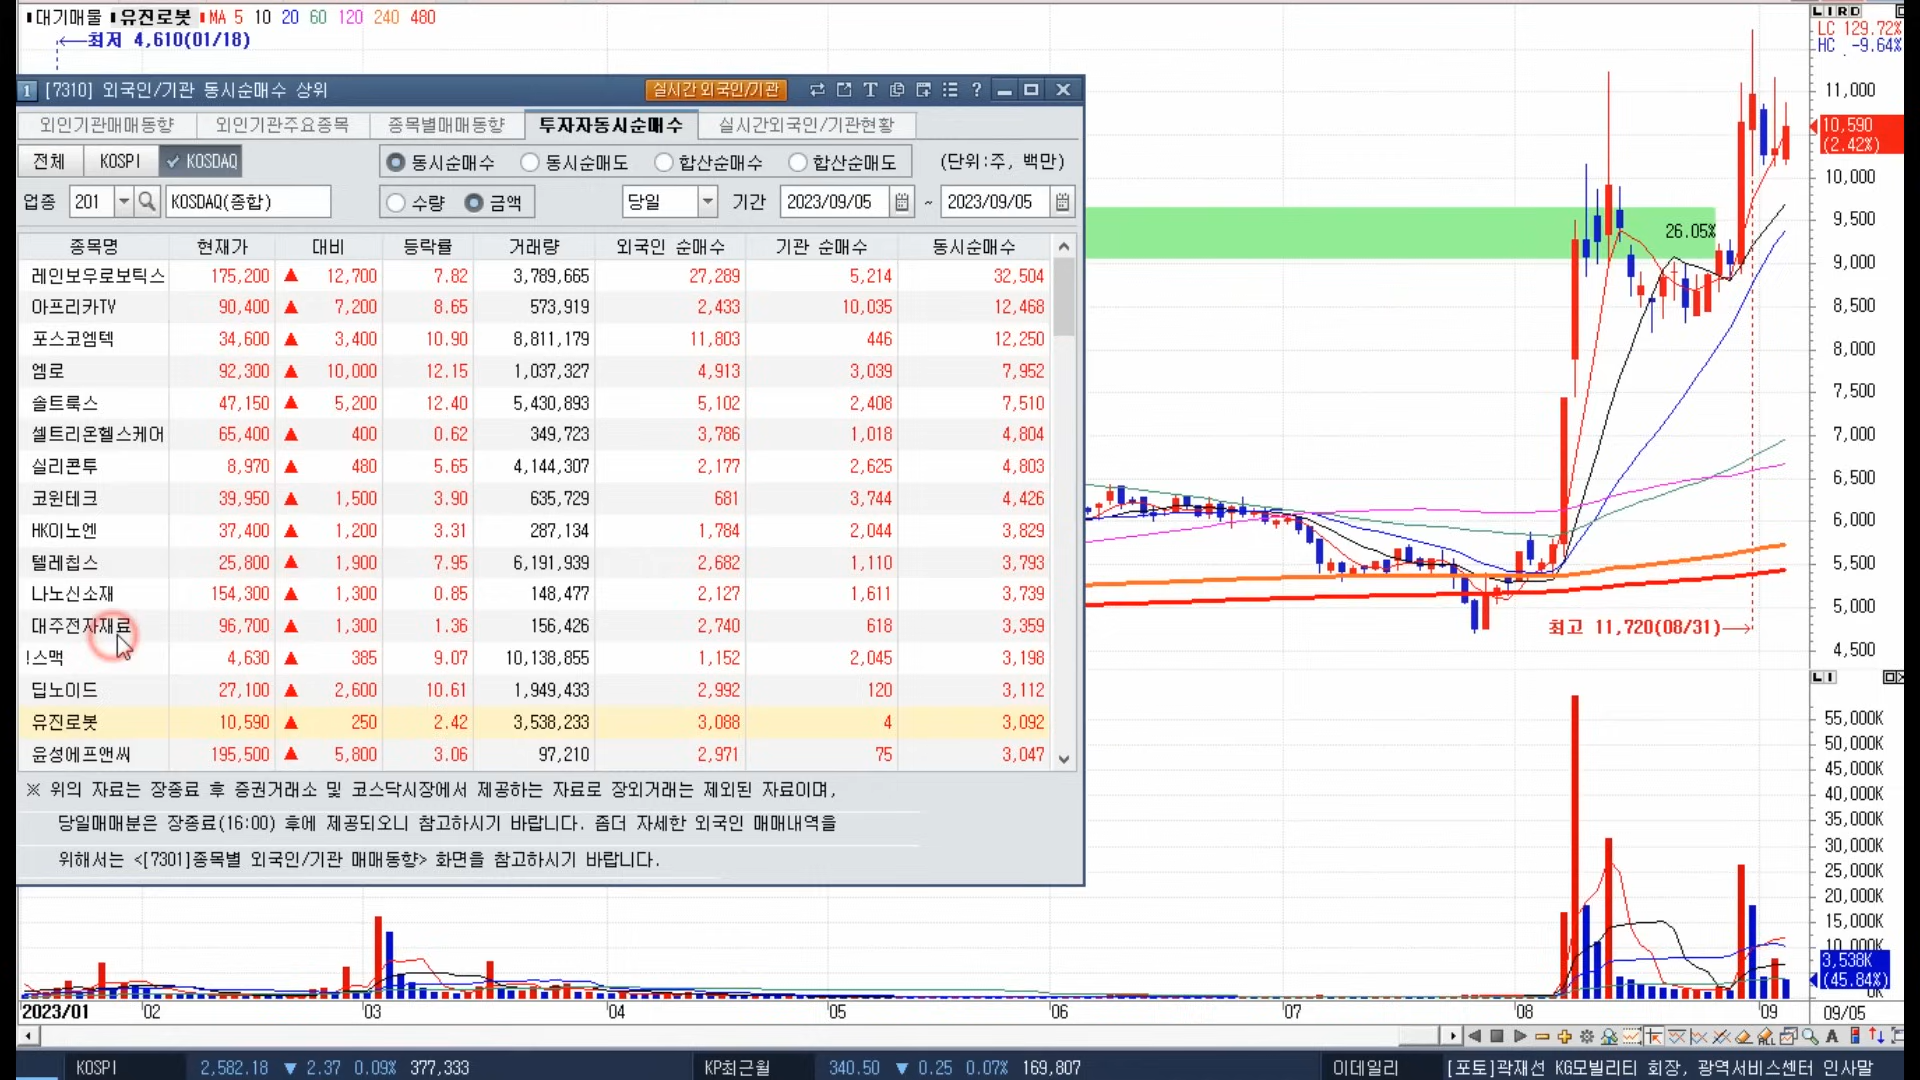 대기매물 유진로봇 MA 5 10 20 60 120 240 480
←최저 4,610(01/18)
LC 129.72%
HC -9.64%
1 [7310] 외국인/기관 동시순매수 상위 실시간외국인/기관
외인기관매매동향 외인기관주요종목 종목별매매동향 투자자동시순매수 실시간외국인/기관현황
전체 KOSPI KOSDAQ 동시순매수 동시순매도 합산순매수 합산순매도 (단위:주, 백만)
업종 201 KOSDAQ(종합) 수량 금액 당일 기간 2023/09/05 ~ 2023/09/05
종목명 현재가 대비 등락률 거래량 외국인 순매수 기관 순매수 동시순매수
레인보우로보틱스 175,200 ▲ 12,700 7.82 3,789,665 27,289 5,214 32,504
아프리카TV 90,400 ▲ 7,200 8.65 573,919 2,433 10,035 12,468
포스코엠텍 34,600 ▲ 3,400 10.90 8,811,179 11,803 446 12,250
엠로 92,300 ▲ 10,000 12.15 1,037,327 4,913 3,039 7,952
솔트룩스 47,150 ▲ 5,200 12.40 5,430,893 5,102 2,408 7,510
셀트리온헬스케어 65,400 ▲ 400 0.62 349,723 3,786 1,018 4,804
실리콘투 8,970 ▲ 480 5.65 4,144,307 2,177 2,625 4,803
코윈테크 39,950 ▲ 1,500 3.90 635,729 681 3,744 4,426
HK이노엔 37,400 ▲ 1,200 3.31 287,134 1,784 2,044 3,829
텔레칩스 25,800 ▲ 1,900 7.95 6,191,939 2,682 1,110 3,793
나노신소재 154,300 ▲ 1,300 0.85 148,477 2,127 1,611 3,739
대주전자재료 96,700 ▲ 1,300 1.36 156,426 2,740 618 3,359
!스맥 4,630 ▲ 385 9.07 10,138,855 1,152 2,045 3,198
딥노이드 27,100 ▲ 2,600 10.61 1,949,433 2,992 120 3,112
유진로봇 10,590 ▲ 250 2.42 3,538,233 3,088 4 3,092
윤성에프앤씨 195,500 ▲ 5,800 3.06 97,210 2,971 75 3,047
※ 위의 자료는 장종료 후 증권거래소 및 코스닥시장에서 제공하는 자료로 장외거래는 제외된 자료이며,
당일매매분은 장종료(16:00) 후에 제공되오니 참고하시기 바랍니다. 좀더 자세한 외국인 매매내역을
위해서는 <[7301]종목별 외국인/기관 매매동향> 화면을 참고하시기 바랍니다.
26.05%
최고 11,720(08/31)→
11,000
10,590
(2.42%)
10,000
9,500
9,000
8,500
8,000
7,500
7,000
6,500
6,000
5,500
5,000
4,500
55,000K
50,000K
45,000K
40,000K
35,000K
30,000K
25,000K
20,000K
15,000K
10,000K
3,538K
(45.84%)
0K
2023/01 02 03 04 05 06 07 08 09 09/05
KOSPI 2,582.18 ▼ 2.37 0.09% 377,333 KP최근월 340.50 ▼ 0.25 0.07% 169,807 이데일리 [포토]곽재선 KG모빌리티 회장, 광역서비스센터 인사말